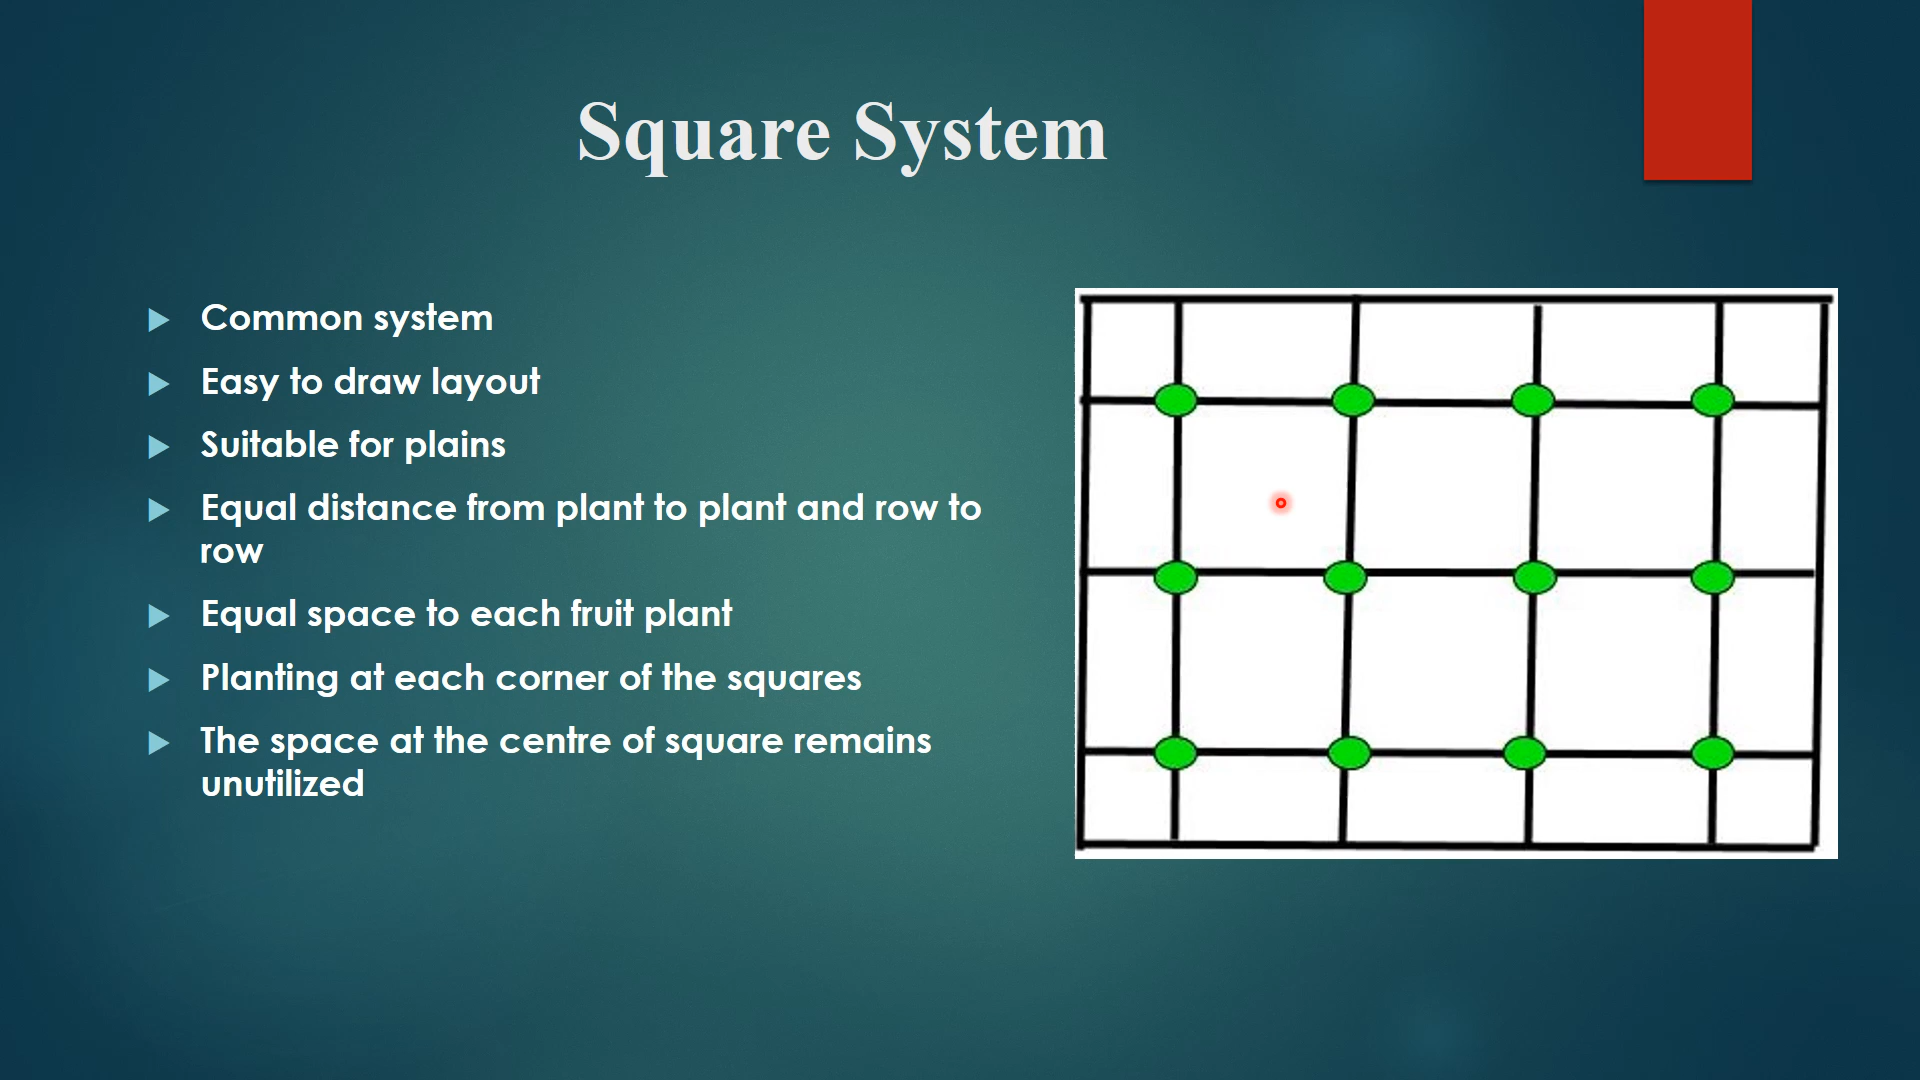 Square System
Common system
Easy to draw layout
Suitable for plains
Equal distance from plant to plant and row to
row
Equal space to each fruit plant
Planting at each corner of the squares
The space at the centre of square remains
unutilized